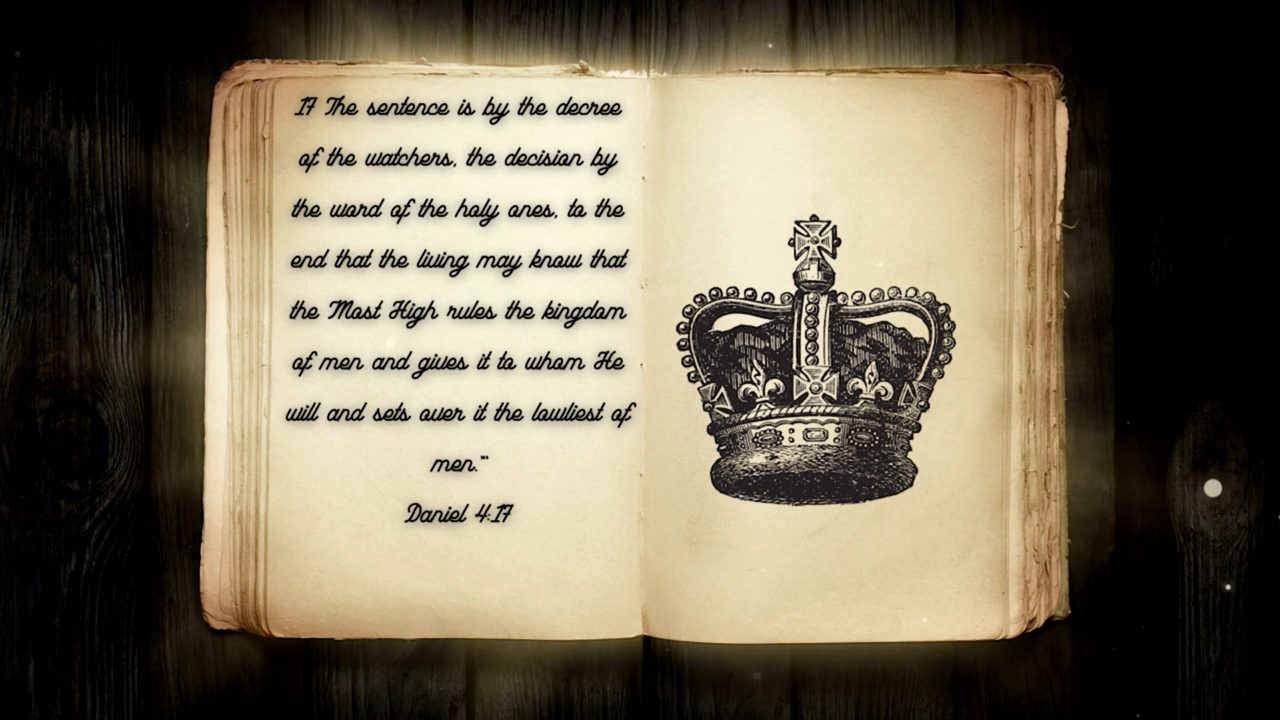 17 The sentence is by the decree
of the watchers, the decision by
the word of the holy ones, to the
end that the living may know that
the Most High rules the kingdom
of men and gives it to whom He
will and sets over it the lowliest of
men.'"
Daniel 4:17